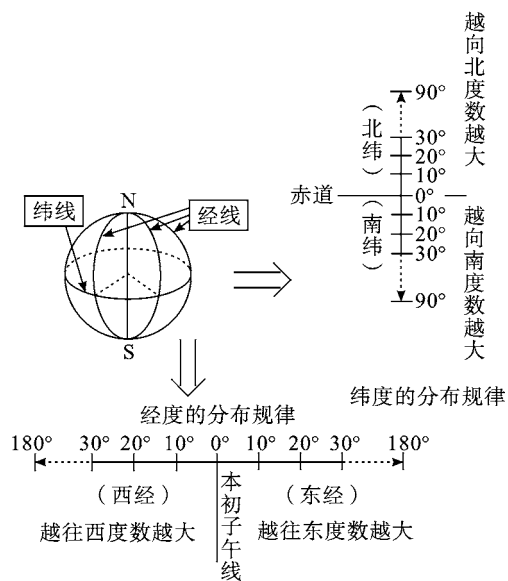 越向北度数越大
90°
（北纬）
30°
20°
10°
赤道
0°
（南纬）
10°
20°
30°
90°
越向南度数越大
纬度的分布规律
N
纬线
经线
S
经度的分布规律
180° 30° 20° 10° 0° 10° 20° 30° 180°
（西经）
本初子午线
（东经）
越往西度数越大
越往东度数越大